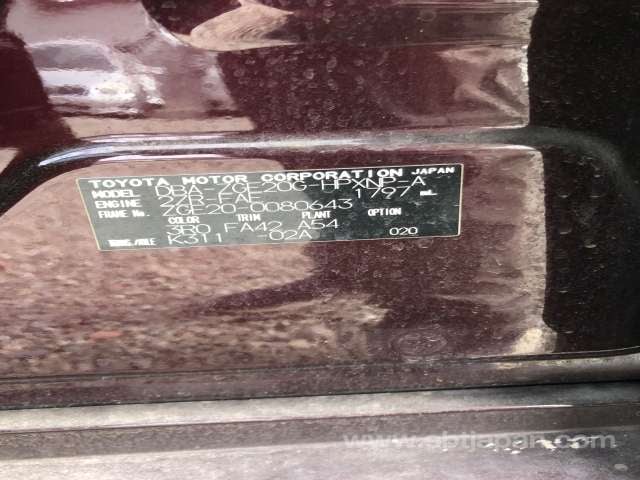 TOYOTA MOTOR CORPORATION JAPAN
MODEL DBA-ZGE20G-HPXNP-A
ENGINE 2ZR-FAE 1797
FRAME No. ZGE20-0080643
COLOR TRIM PLANT OPTION
3R0 FA42 A54 020
TRANS./AXLE K311 -02A
www.sbtjapan.com